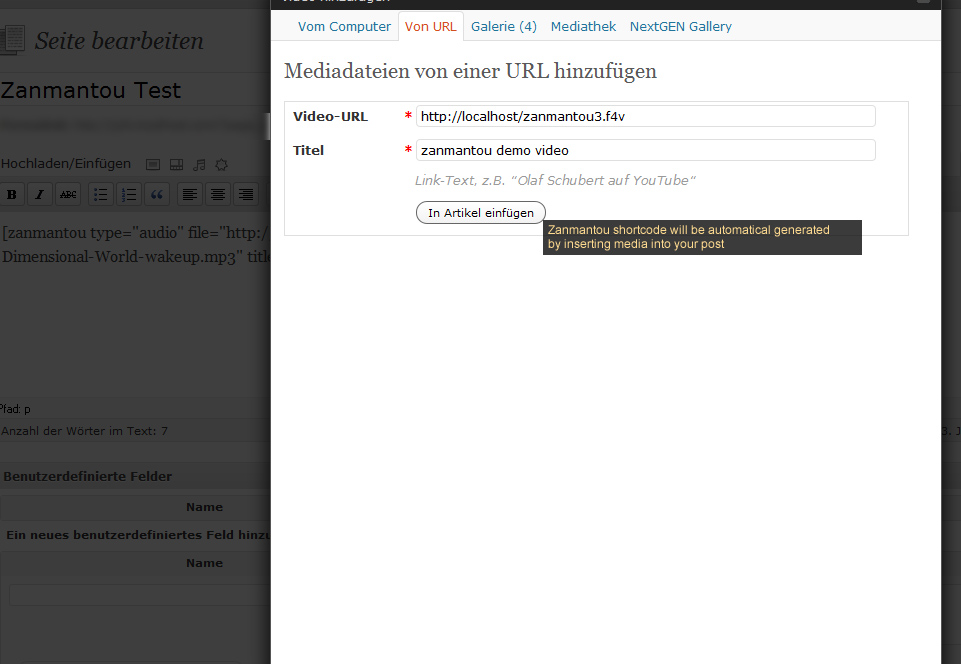 Vom Computer Von URL Galerie (4) Mediathek NextGEN Gallery
Seite bearbeiten
Mediadateien von einer URL hinzufügen
Zanmantou Test
Video-URL * http://localhost/zanmantou3.f4v
Titel * zanmantou demo video
Hochladen/Einfügen
Link-Text, z.B. “Olaf Schubert auf YouTube“
B I ABC
In Artikel einfügen
Zanmantou shortcode will be automatical generated
by inserting media into your post
[zanmantou type="audio" file="http:/
Dimensional-World-wakeup.mp3" title
Pfad: p
Anzahl der Wörter im Text: 7
Benutzerdefinierte Felder
Name
Ein neues benutzerdefiniertes Feld hinzu
Name